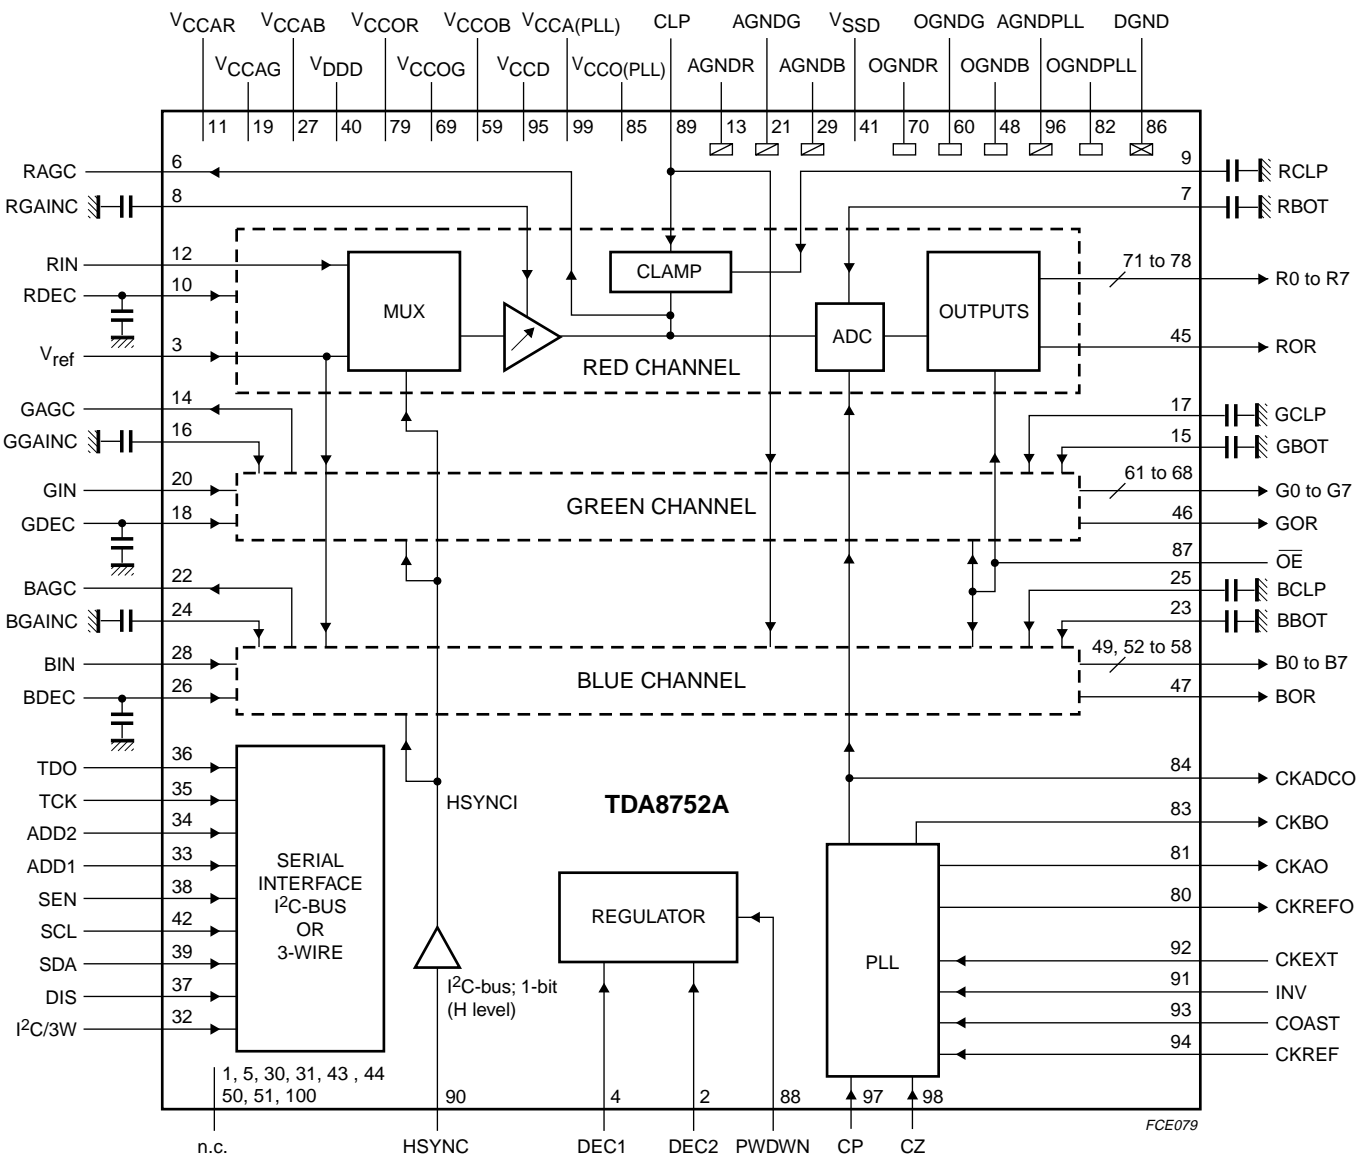 VCCAR VCCAB VCCOR VCCOB VCCA(PLL) CLP AGNDG VSSD OGNDG AGNDPLL DGND
VCCAG VDDD VCCOG VCCD VCCO(PLL) AGNDR AGNDB OGNDR OGNDB OGNDPLL
11 19 27 40 79 69 59 95 99 85 89 13 21 29 41 70 60 48 96 82 86
RAGC 6 9 RCLP
RGAINC 8 7 RBOT
RIN 12 CLAMP 71 to 78 R0 to R7
RDEC 10
MUX OUTPUTS
ADC
Vref 3 45 ROR
RED CHANNEL
GAGC 14 17 GCLP
GGAINC 16 15 GBOT
GIN 20 61 to 68 G0 to G7
GREEN CHANNEL
GDEC 18 46 GOR
87 OE
BAGC 22 25 BCLP
BGAINC 24 23 BBOT
BIN 28 49, 52 to 58 B0 to B7
BLUE CHANNEL
BDEC 26 47 BOR
TDO 36 84 CKADCO
TCK 35 HSYNCI TDA8752A
ADD2 34 83 CKBO
ADD1 33 81 CKAO
SEN 38 80 CKREFO
SCL 42
SDA 39 92 CKEXT
DIS 37 91 INV
I2C/3W 32 93 COAST
94 CKREF
SERIAL
INTERFACE
I2C-BUS
OR
3-WIRE
REGULATOR
PLL
I2C-bus; 1-bit
(H level)
1, 5, 30, 31, 43 , 44
50, 51, 100
90 4 2 88 97 98
FCE079
n.c. HSYNC DEC1 DEC2 PWDWN CP CZ